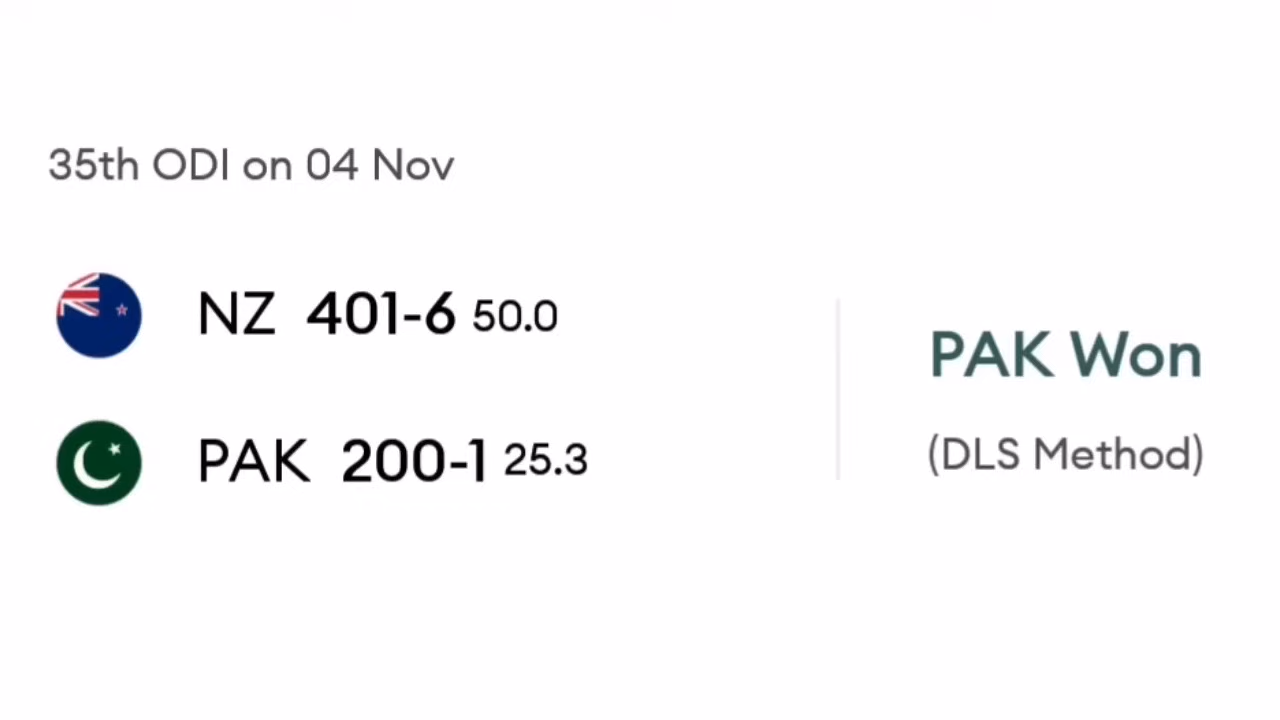 35th ODI on 04 Nov
NZ 401-6 50.0
PAK 200-1 25.3
PAK Won
(DLS Method)